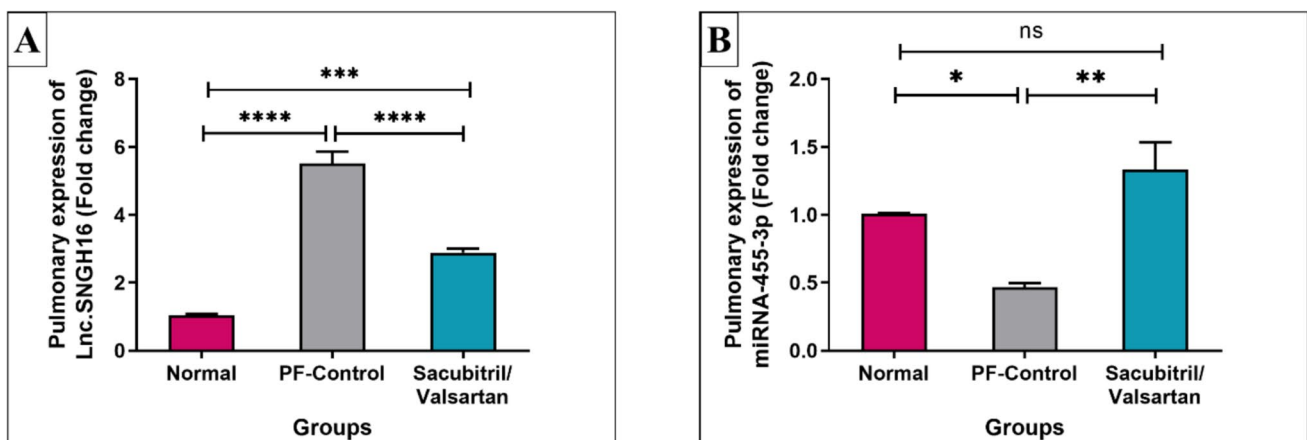 A
Pulmonary expression of
Lnc.SNGH16 (Fold change)
8
6
4
2
0
***
****
****
Normal
PF-Control
Sacubitril/
Valsartan
Groups
B
Pulmonary expression of
miRNA-455-3p (Fold change)
2.0
1.5
1.0
0.5
0.0
ns
*
**
Normal
PF-Control
Sacubitril/
Valsartan
Groups